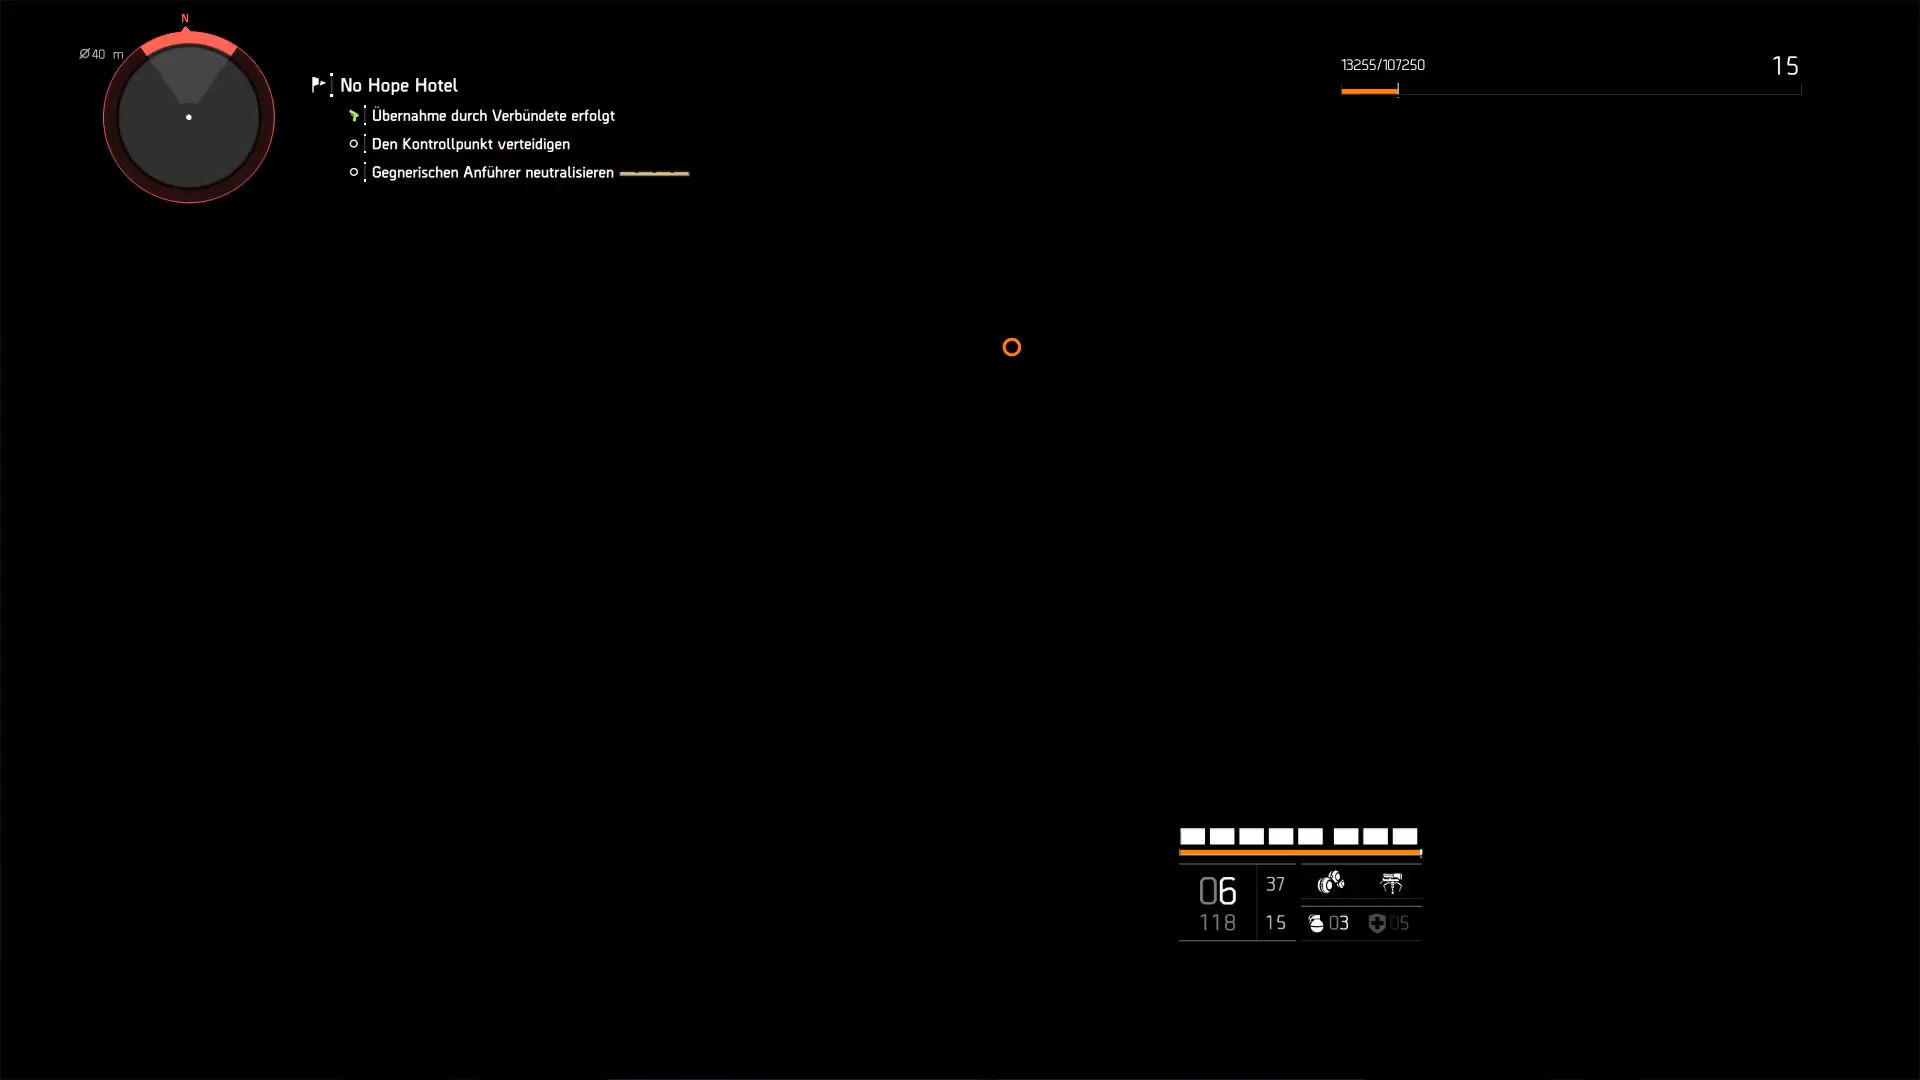 N
Ø40 m
No Hope Hotel
Übernahme durch Verbündete erfolgt
Den Kontrollpunkt verteidigen
Gegnerischen Anführer neutralisieren
13255/107250
15
06
118
37
15
03
05